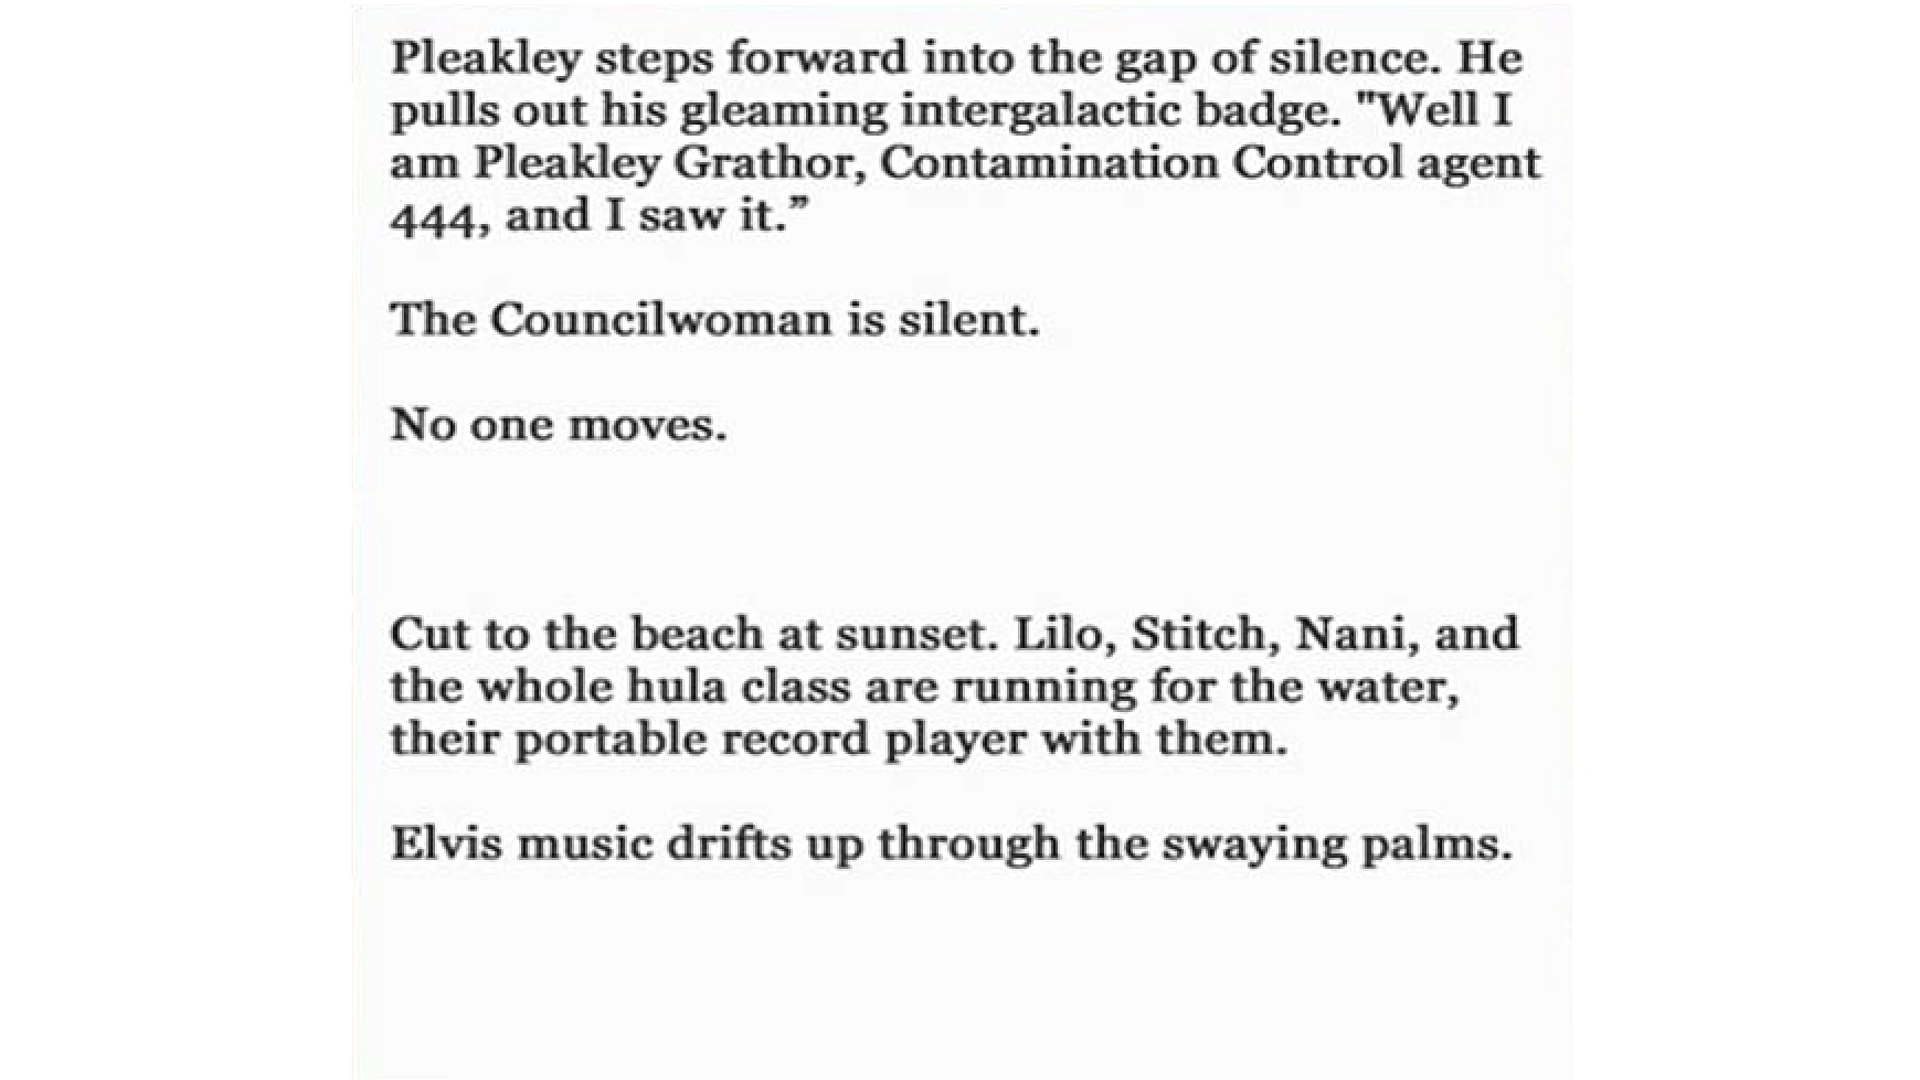 Pleakley steps forward into the gap of silence. He
pulls out his gleaming intergalactic badge. "Well I
am Pleakley Grathor, Contamination Control agent
444, and I saw it.”
The Councilwoman is silent.
No one moves.
Cut to the beach at sunset. Lilo, Stitch, Nani, and
the whole hula class are running for the water,
their portable record player with them.
Elvis music drifts up through the swaying palms.